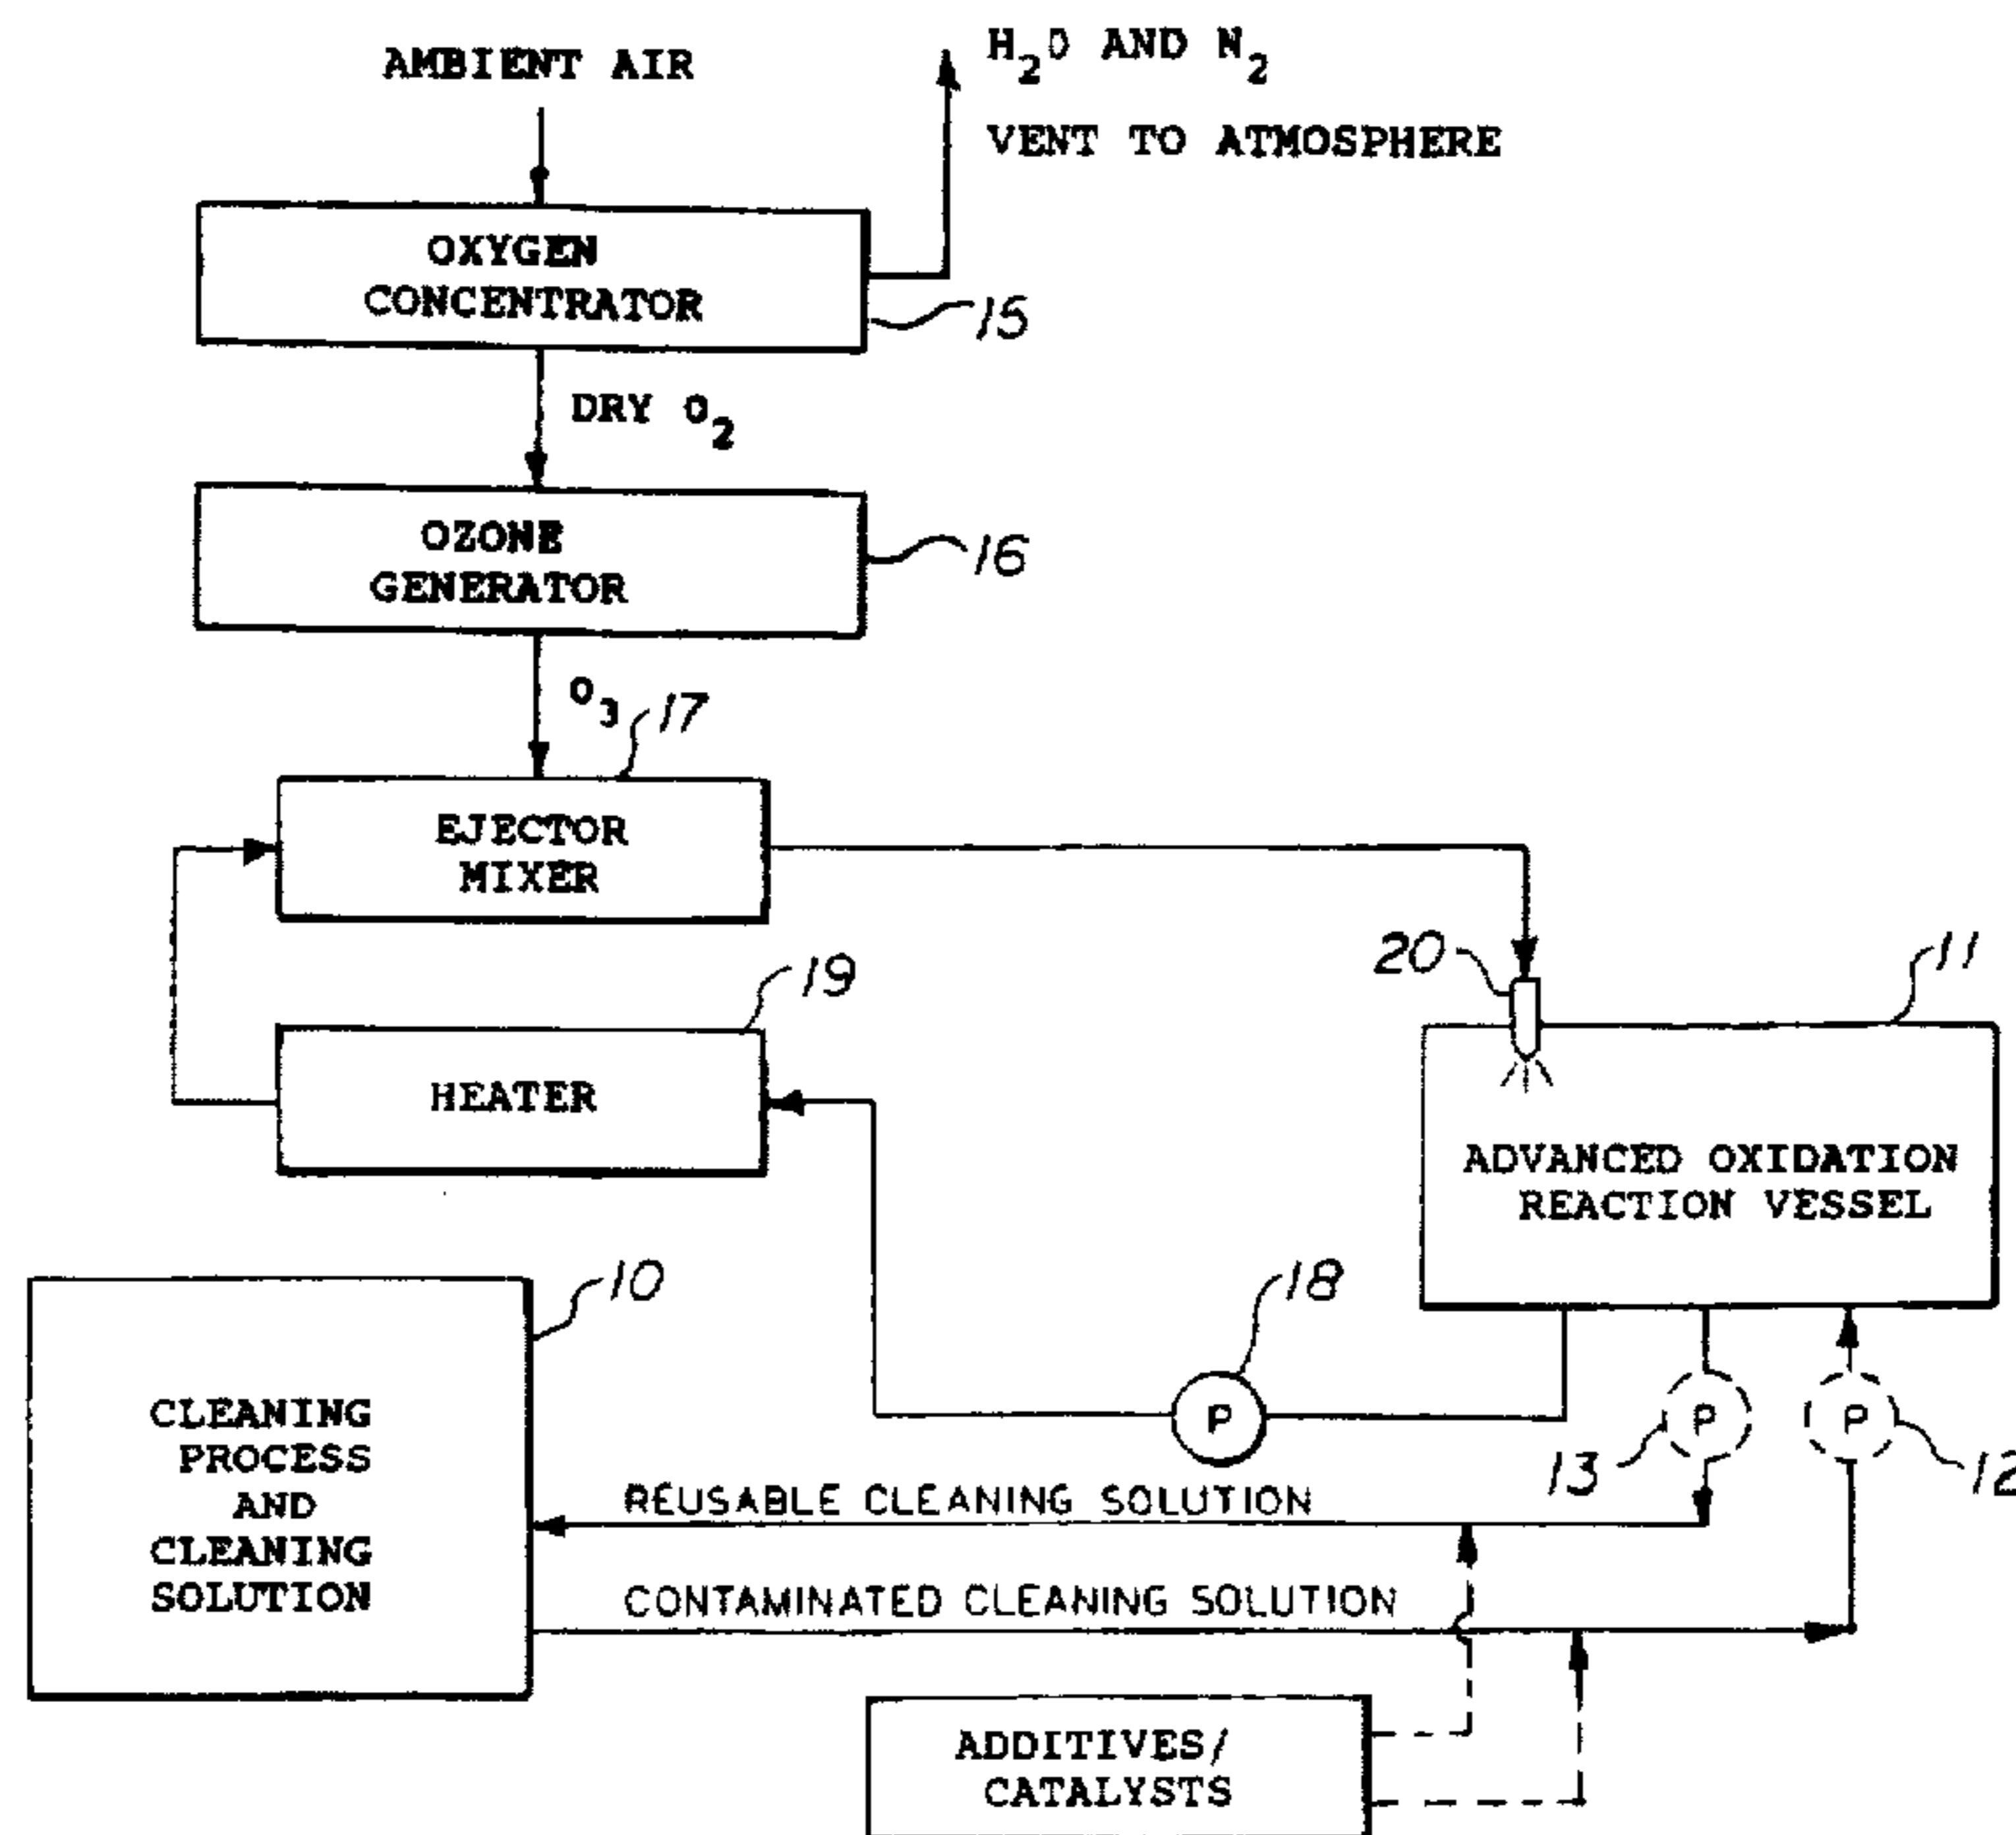 AMBIENT AIR
H₂O AND N₂
VENT TO ATMOSPHERE
OXYGEN
CONCENTRATOR
15
DRY O₂
OZONE
GENERATOR
16
O₃
17
EJECTOR
MIXER
20
11
19
HEATER
ADVANCED OXIDATION
REACTION VESSEL
10
18
P
P
P
13
12
CLEANING
PROCESS
AND
CLEANING
SOLUTION
REUSABLE CLEANING SOLUTION
CONTAMINATED CLEANING SOLUTION
ADDITIVES/
CATALYSTS